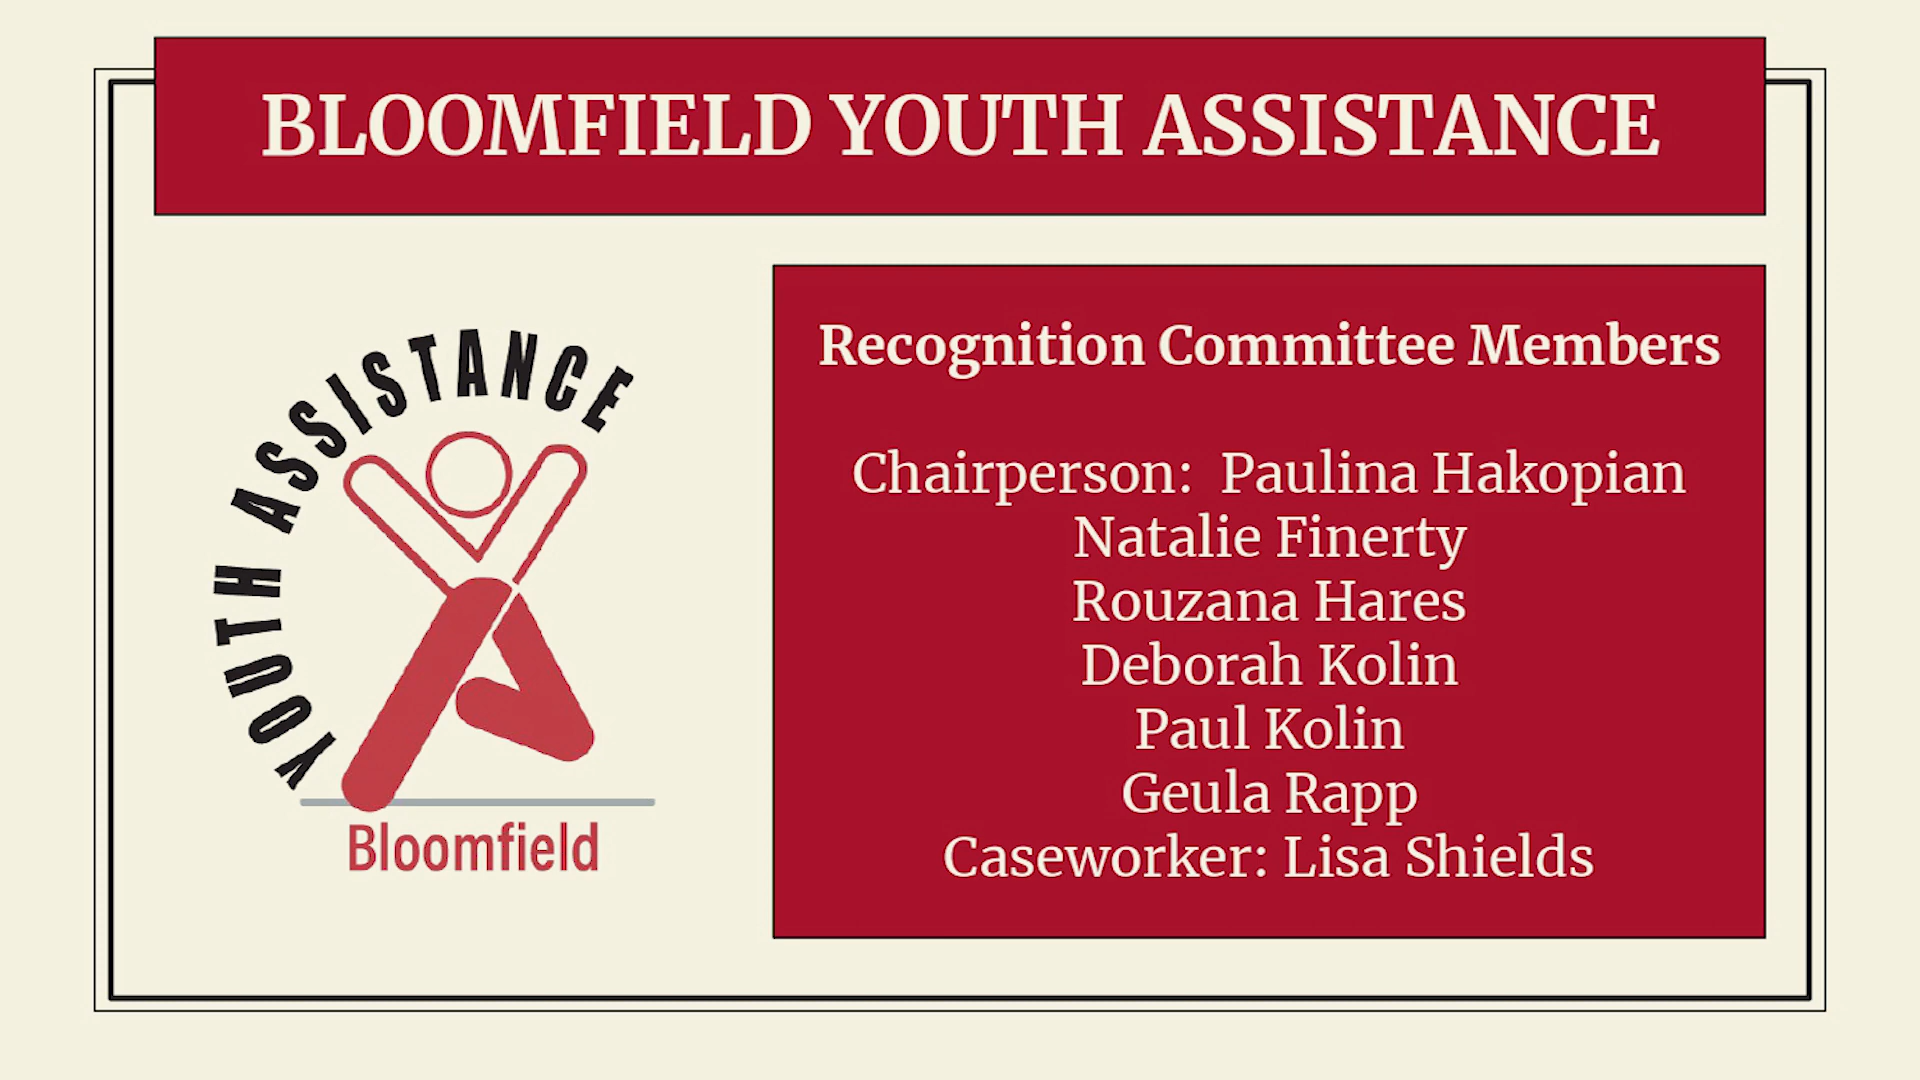 BLOOMFIELD YOUTH ASSISTANCE
YOUTH ASSISTANCE
Bloomfield
Recognition Committee Members
Chairperson: Paulina Hakopian
Natalie Finerty
Rouzana Hares
Deborah Kolin
Paul Kolin
Geula Rapp
Caseworker: Lisa Shields